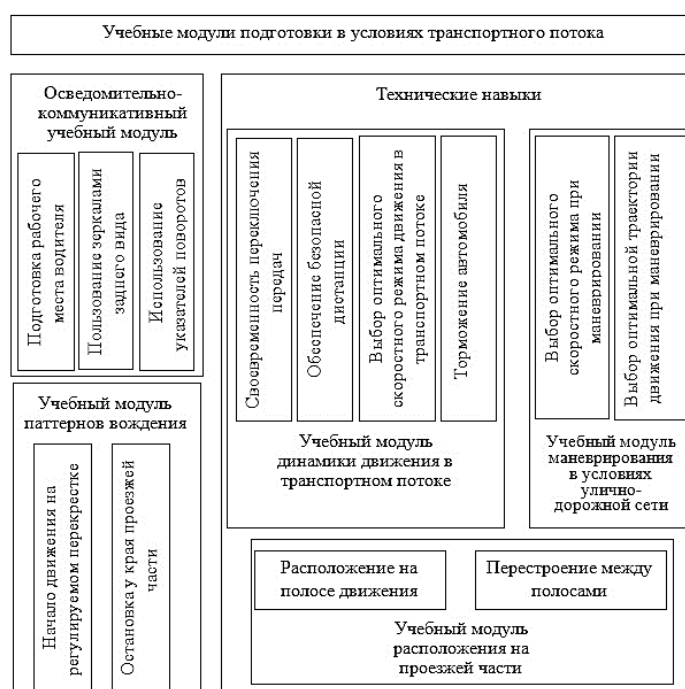 Учебные модули подготовки в условиях транспортного потока
Осведомительно-
коммуникативный
учебный модуль
Подготовка рабочего
места водителя
Пользование зеркалами
заднего вида
Использование
указателей поворотов
Учебный модуль
паттернов вождения
Начало движения на
регулируемом перекрестке
Остановка у края проезжей
части
Технические навыки
Своевременность переключения
передач
Обеспечение безопасной
дистанции
Выбор оптимального
скоростного режима движения в
транспортном потоке
Торможение автомобиля
Учебный модуль
динамики движения в
транспортном потоке
Выбор оптимального
скоростного режима при
маневрировании
Выбор оптимальной траектории
движения при маневрировании
Учебный модуль
маневрирования
в условиях
улично-
дорожной сети
Расположение на
полосе движения
Перестроение между
полосами
Учебный модуль
расположения на
проезжей части